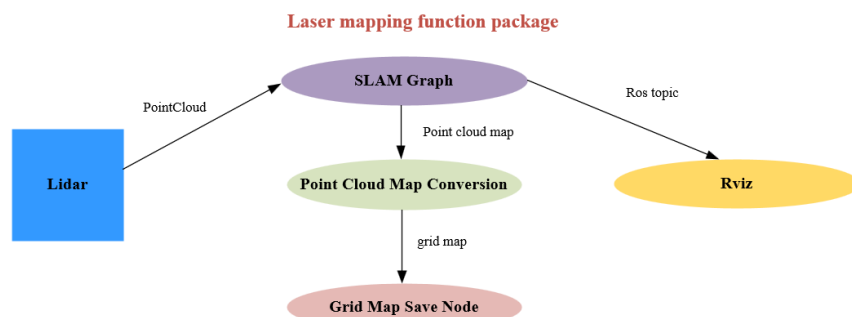 Laser mapping function package
SLAM Graph
PointCloud
Ros topic
Point cloud map
Lidar
Point Cloud Map Conversion
Rviz
grid map
Grid Map Save Node